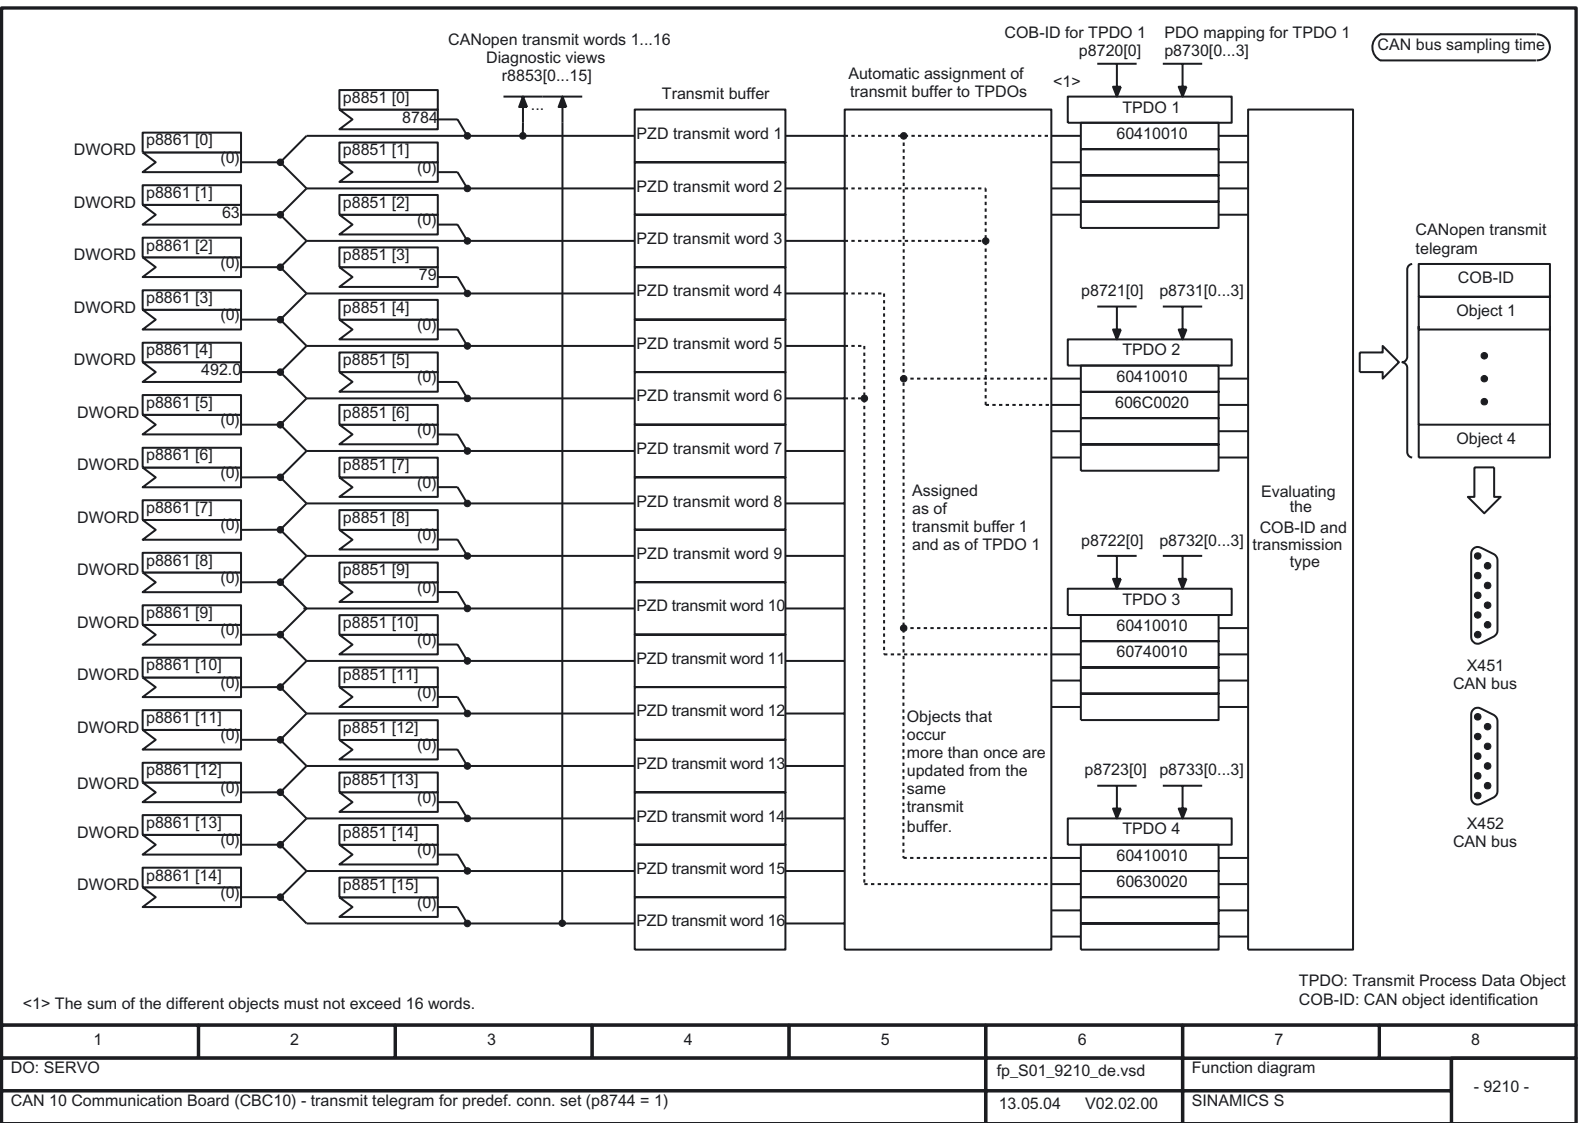 CANopen transmit words 1...16
Diagnostic views
r8853[0...15]
COB-ID for TPDO 1
p8720[0]
PDO mapping for TPDO 1
p8730[0...3]
CAN bus sampling time
Transmit buffer
Automatic assignment of
transmit buffer to TPDOs
<1>
...
DWORD
p8861 [0]
(0)
DWORD
p8861 [1]
63
DWORD
p8861 [2]
(0)
DWORD
p8861 [3]
(0)
DWORD
p8861 [4]
492.0
DWORD
p8861 [5]
(0)
DWORD
p8861 [6]
(0)
DWORD
p8861 [7]
(0)
DWORD
p8861 [8]
(0)
DWORD
p8861 [9]
(0)
DWORD
p8861 [10]
(0)
DWORD
p8861 [11]
(0)
DWORD
p8861 [12]
(0)
DWORD
p8861 [13]
(0)
DWORD
p8861 [14]
(0)
p8851 [0]
8784
p8851 [1]
(0)
p8851 [2]
(0)
p8851 [3]
79
p8851 [4]
(0)
p8851 [5]
(0)
p8851 [6]
(0)
p8851 [7]
(0)
p8851 [8]
(0)
p8851 [9]
(0)
p8851 [10]
(0)
p8851 [11]
(0)
p8851 [12]
(0)
p8851 [13]
(0)
p8851 [14]
(0)
p8851 [15]
(0)
PZD transmit word 1
PZD transmit word 2
PZD transmit word 3
PZD transmit word 4
PZD transmit word 5
PZD transmit word 6
PZD transmit word 7
PZD transmit word 8
PZD transmit word 9
PZD transmit word 10
PZD transmit word 11
PZD transmit word 12
PZD transmit word 13
PZD transmit word 14
PZD transmit word 15
PZD transmit word 16
Assigned
as of
transmit buffer 1
and as of TPDO 1
Objects that
occur
more than once are
updated from the
same
transmit
buffer.
TPDO 1
60410010
p8721[0]
p8731[0...3]
TPDO 2
60410010
606C0020
p8722[0]
p8732[0...3]
TPDO 3
60410010
60740010
p8723[0]
p8733[0...3]
TPDO 4
60410010
60630020
Evaluating
the
COB-ID and
transmission
type
CANopen transmit
telegram
COB-ID
Object 1
Object 4
X451
CAN bus
X452
CAN bus
TPDO: Transmit Process Data Object
COB-ID: CAN object identification
<1> The sum of the different objects must not exceed 16 words.
1 2 3 4 5 6 7 8
DO: SERVO
fp_S01_9210_de.vsd
Function diagram
- 9210 -
CAN 10 Communication Board (CBC10) - transmit telegram for predef. conn. set (p8744 = 1)
13.05.04 V02.02.00
SINAMICS S